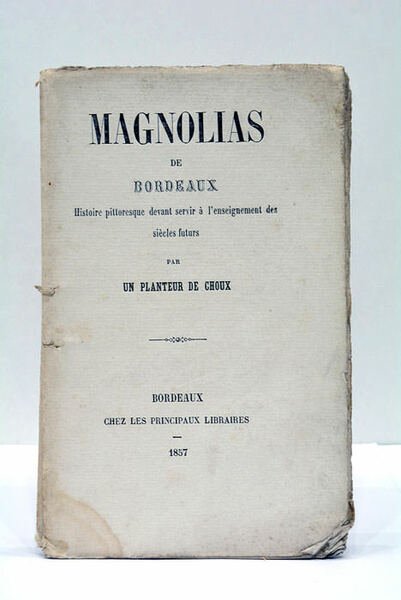 MAGNOLIAS
DE
BORDEAUX
Histoire pittoresque devant servir à l'enseignement des
siècles futurs
PAR
UN PLANTEUR DE CHOUX
BORDEAUX
CHEZ LES PRINCIPAUX LIBRAIRES
—
1857